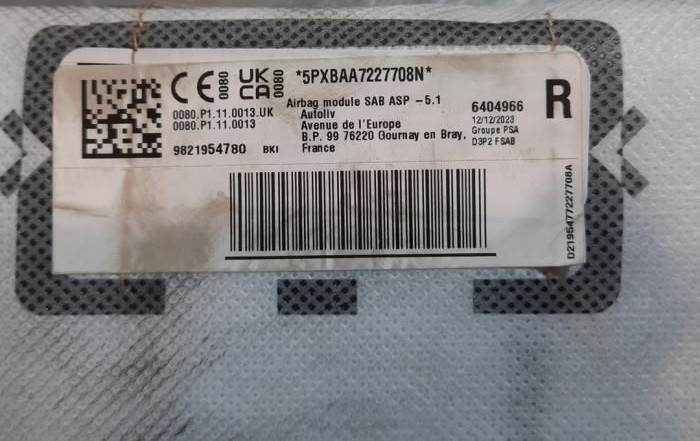 CE 0080 UK CA 0080 *5PXBAA7227708N*
0080.P1.11.0013.UK
0080.P1.11.0013
9821954780 BKI
Airbag module SAB ASP -5.1
Autoliv
Avenue de l'Europe
B.P. 99 76220 Gournay en Bray,
France
6404966
12/12/2023
Groupe PSA
D3P2 FSAB
R
D2195477227708A